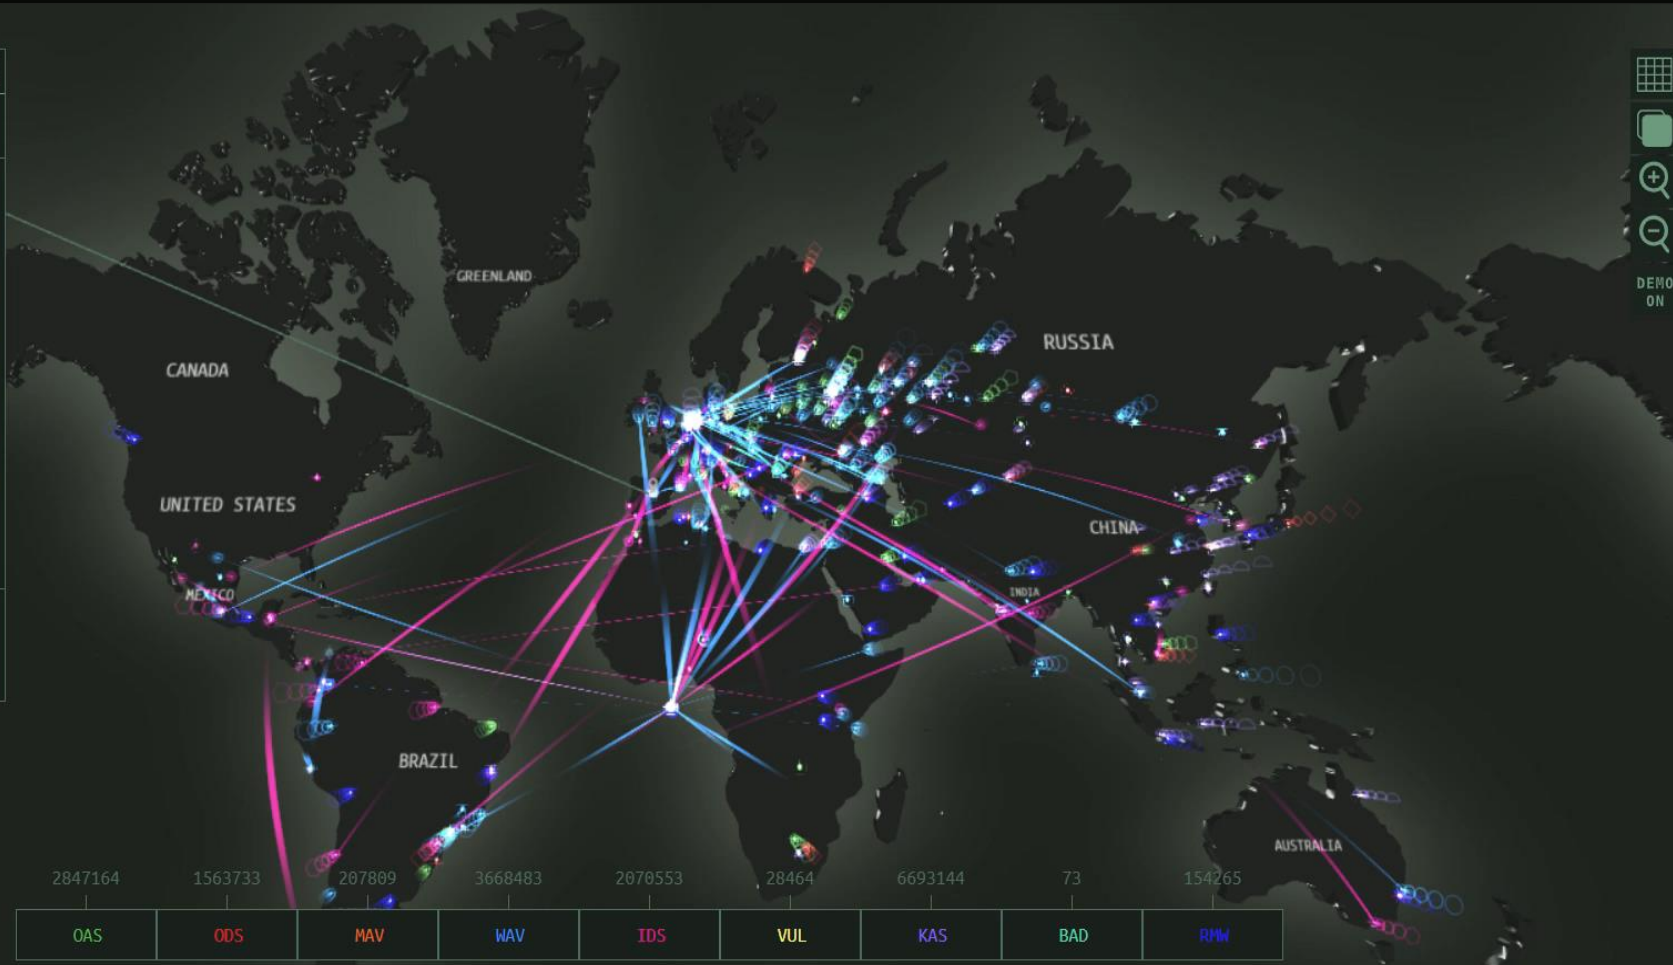 GREENLAND
DEMO
ON
RUSSIA
CANADA
UNITED STATES
CHINA
MEXICO
INDIA
BRAZIL
AUSTRALIA
2847164 1563733 207809 3668483 2070553 28464 6693144 73 154265
OAS ODS MAV WAV IDS VUL KAS BAD RMW